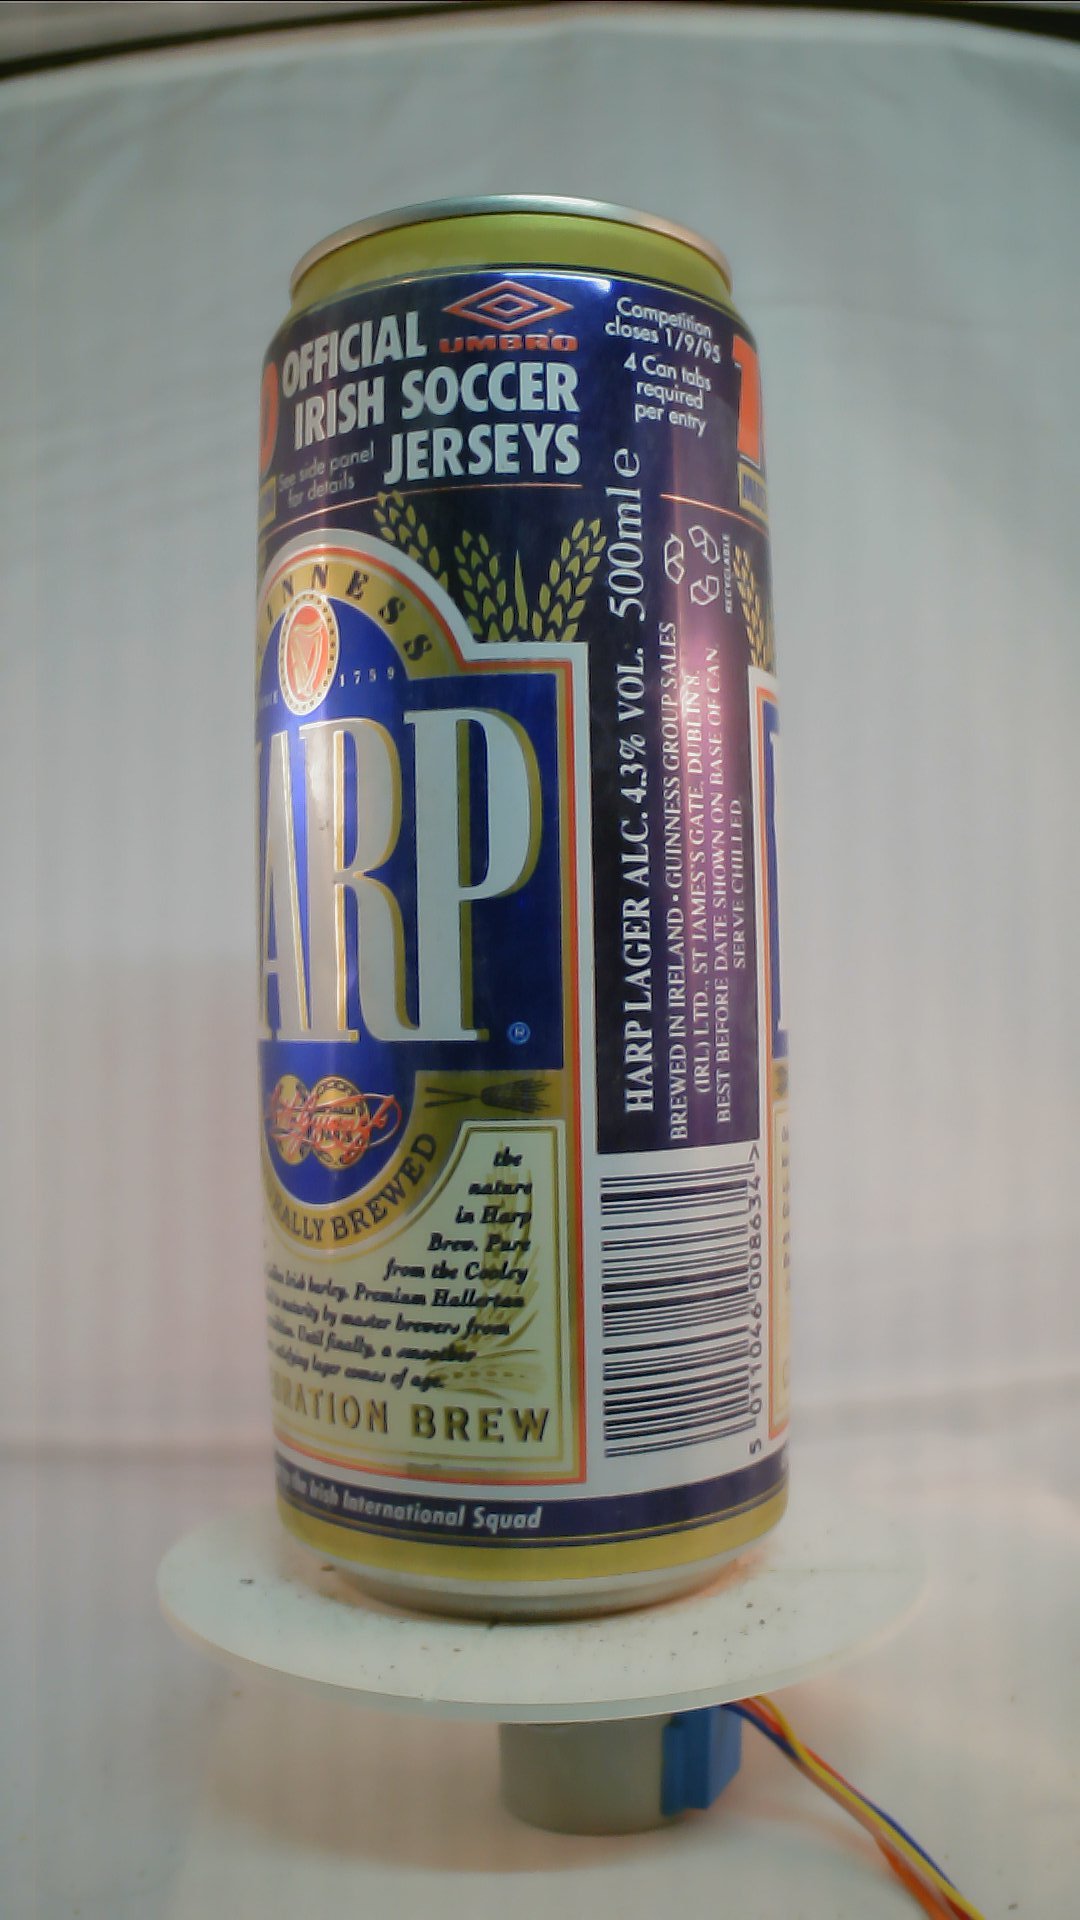 OFFICIAL
IRISH SOCCER
JERSEYS
See side panel
for details
UMBRO
Competition
closes 1/9/95
4 Can tabs
required
per entry
1759
ARP
®
BREWED
the
nature
in Harp
Brew. Pure
from the Cooley
Irish barley. Premium Hallertau
maturity by master brewers from
Until finally, a smoother
lager comes of age.
BREW
the Irish International Squad
HARP LAGER ALC. 4.3% VOL. 500ml e
BREWED IN IRELAND • GUINNESS GROUP SALES
(IRL) LTD., ST JAMES'S GATE, DUBLIN 8.
BEST BEFORE DATE SHOWN ON BASE OF CAN.
SERVE CHILLED.
RECYCLABLE
5 011046 008634 >